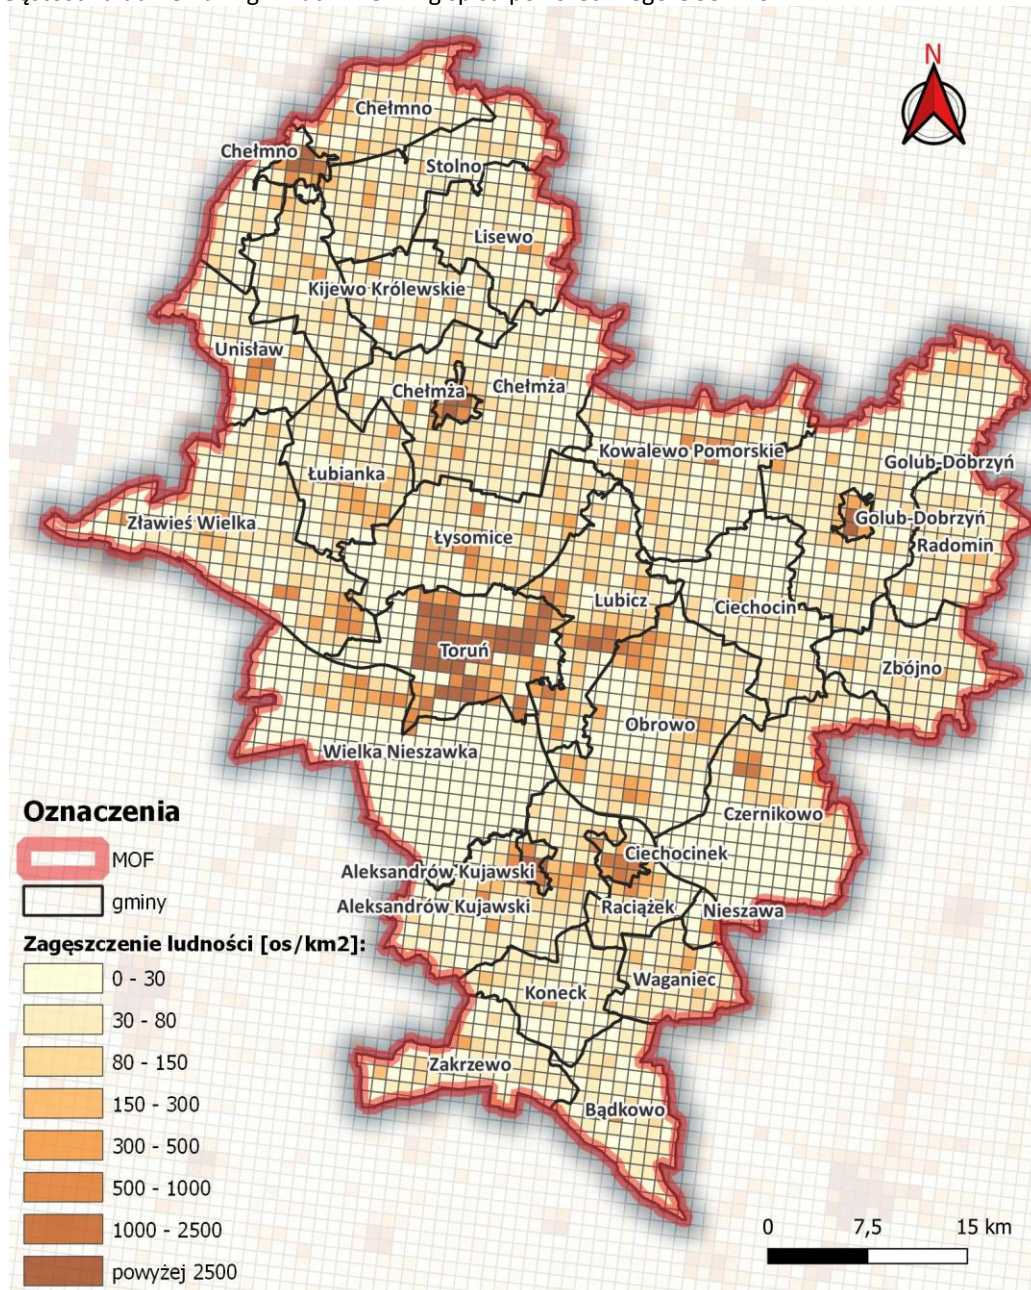 N
Chełmno
Chełmno
Stolno
Lisewo
Kijewo Królewskie
Unisław
Chełmża
Chełmża
Kowalewo Pomorskie
Golub-Dobrzyń
Łubianka
Golub-Dobrzyń
Zławieś Wielka
Łysomice
Radomin
Lubicz
Ciechocin
Toruń
Zbójno
Obrowo
Wielka Nieszawka
Czernikowo
Ciechocinek
Aleksandrów Kujawski
Aleksandrów Kujawski
Raciążek
Nieszawa
Waganiec
Koneck
Zakrzewo
Bądkowo
Oznaczenia
MOF
gminy
Zagęszczenie ludności [os/km2]:
0 - 30
30 - 80
80 - 150
150 - 300
300 - 500
500 - 1000
1000 - 2500
powyżej 2500
0 7,5 15 km